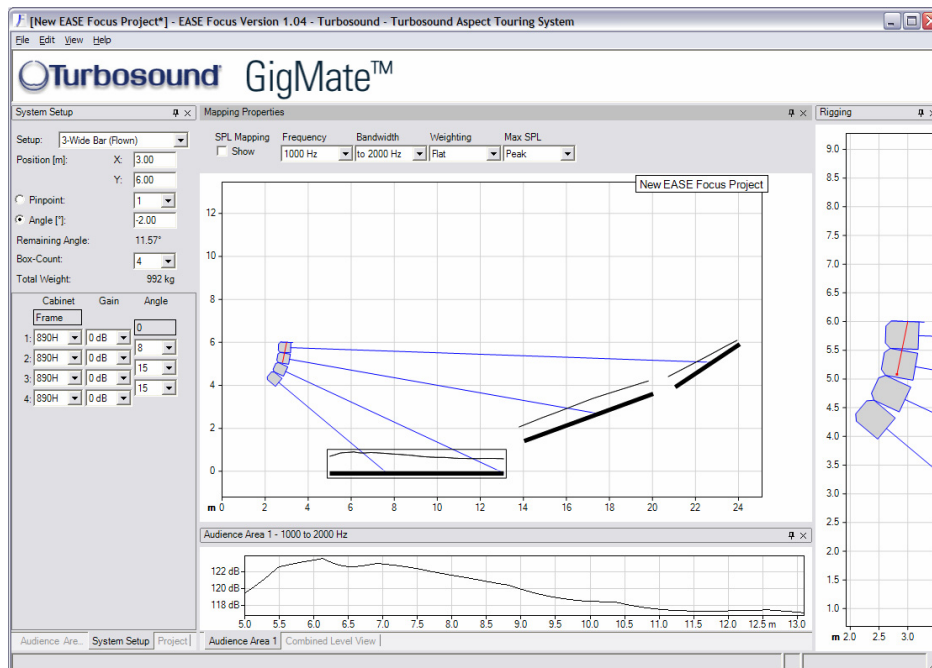 [New EASE Focus Project*] - EASE Focus Version 1.04 - Turbosound - Turbosound Aspect Touring System
File Edit View Help
Turbosound GigMate™
System Setup
Setup: 3-Wide Bar (Flown)
Position [m]: X: 3.00
Y: 6.00
Pinpoint: 1
Angle [°]: -2.00
Remaining Angle: 11.57°
Box-Count: 4
Total Weight: 992 kg
Cabinet Gain Angle
Frame
0
1: 890H 0 dB
8
2: 890H 0 dB
15
3: 890H 0 dB
15
4: 890H 0 dB
Audience Are.. System Setup Project
Mapping Properties
SPL Mapping Frequency Bandwidth Weighting Max SPL
Show 1000 Hz to 2000 Hz Flat Peak
New EASE Focus Project
12
10
8
6
4
2
0
m 0 2 4 6 8 10 12 14 16 18 20 22 24
Audience Area 1 - 1000 to 2000 Hz
122 dB
120 dB
118 dB
5.0 5.5 6.0 6.5 7.0 7.5 8.0 8.5 9.0 9.5 10.0 10.5 11.0 11.5 12.0 12.5 m 13.0
Audience Area 1 Combined Level View
Rigging
9.0
8.5
8.0
7.5
7.0
6.5
6.0
5.5
5.0
4.5
4.0
3.5
3.0
2.5
2.0
1.5
1.0
m 2.0 2.5 3.0